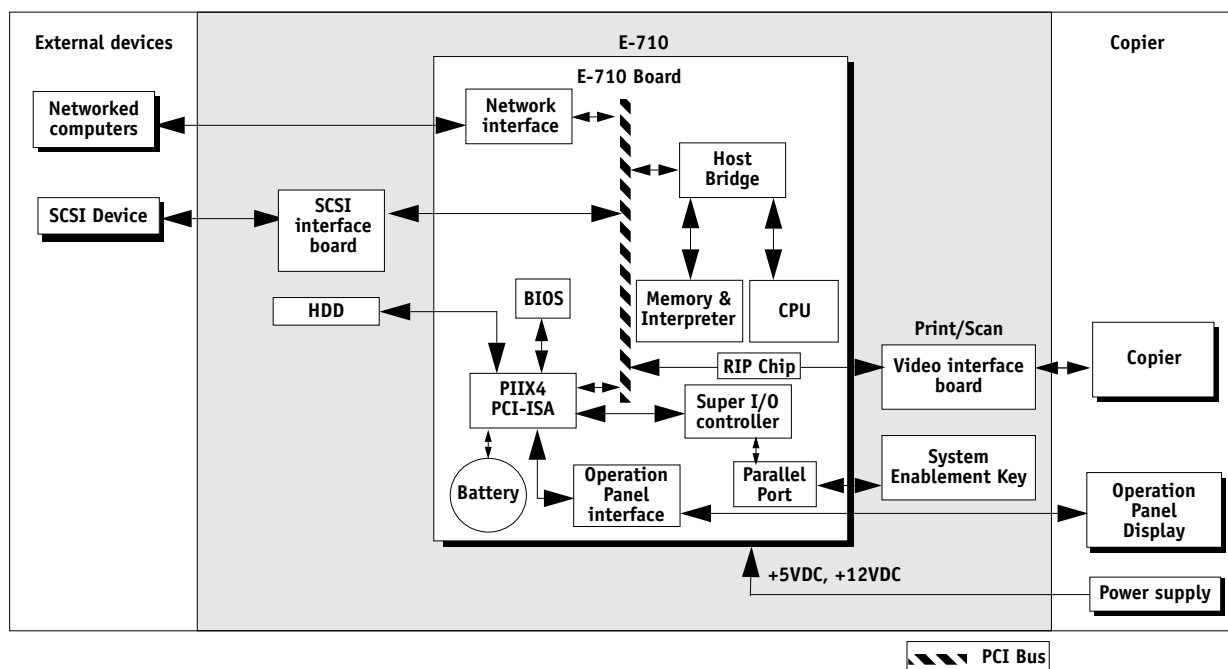 External devices
E-710
Copier
E-710 Board
Networked
computers
Network
interface
Host
Bridge
SCSI Device
SCSI
interface
board
HDD
BIOS
Memory &
Interpreter
CPU
Print/Scan
RIP Chip
Video interface
board
Copier
PIIX4
PCI-ISA
Super I/O
controller
System
Enablement Key
Parallel
Port
Battery
Operation
Panel
interface
Operation
Panel
Display
+5VDC, +12VDC
Power supply
PCI Bus